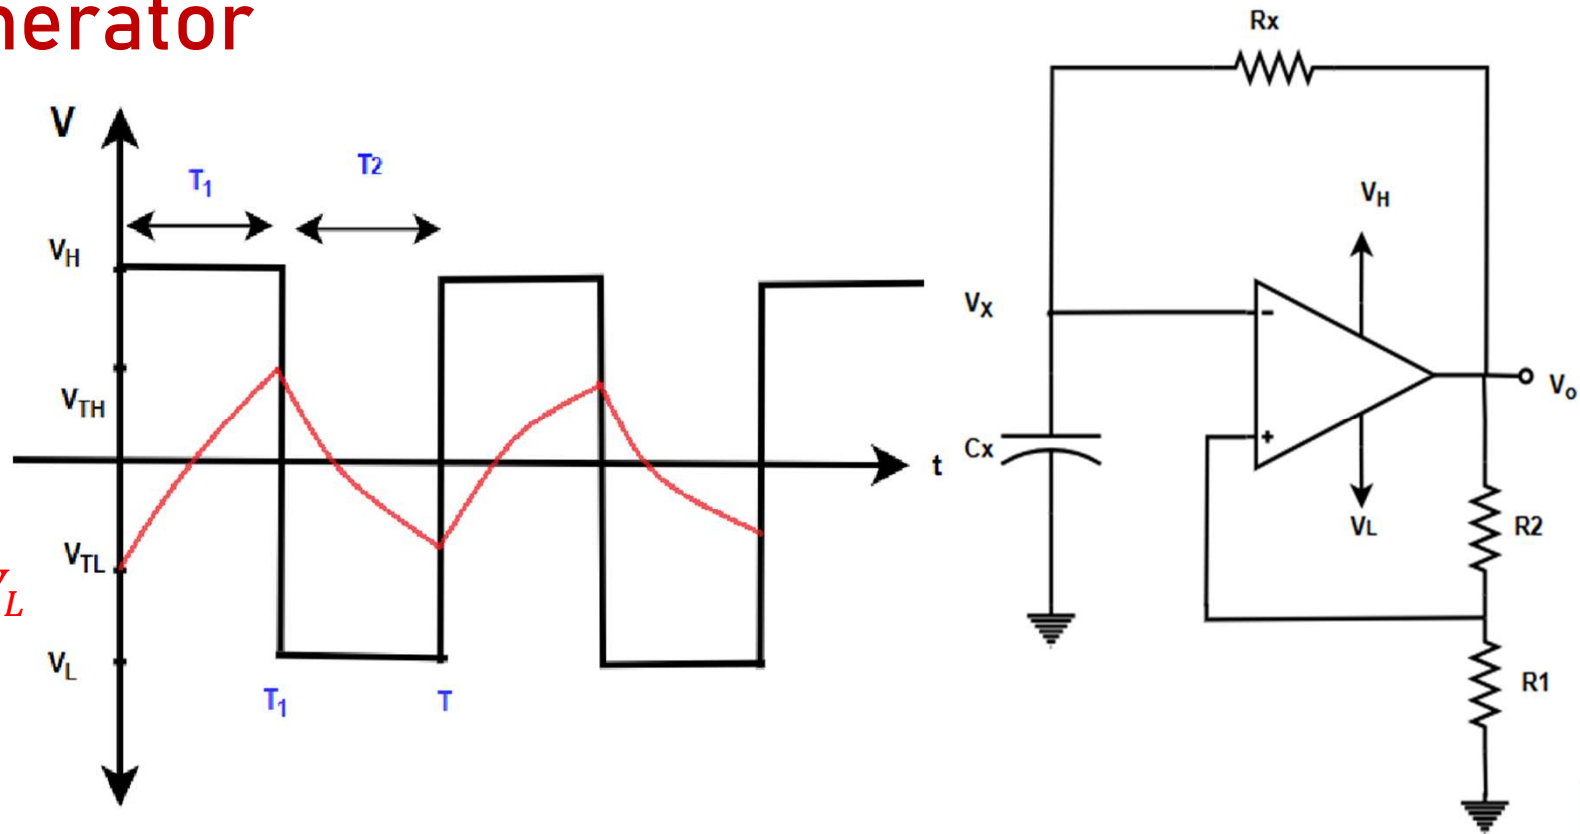 nerator
V
T1
T2
VH
VTH
VTL
L
VL
T1
T
t
Rx
VH
VX
-
+
Vo
Cx
VL
R2
R1